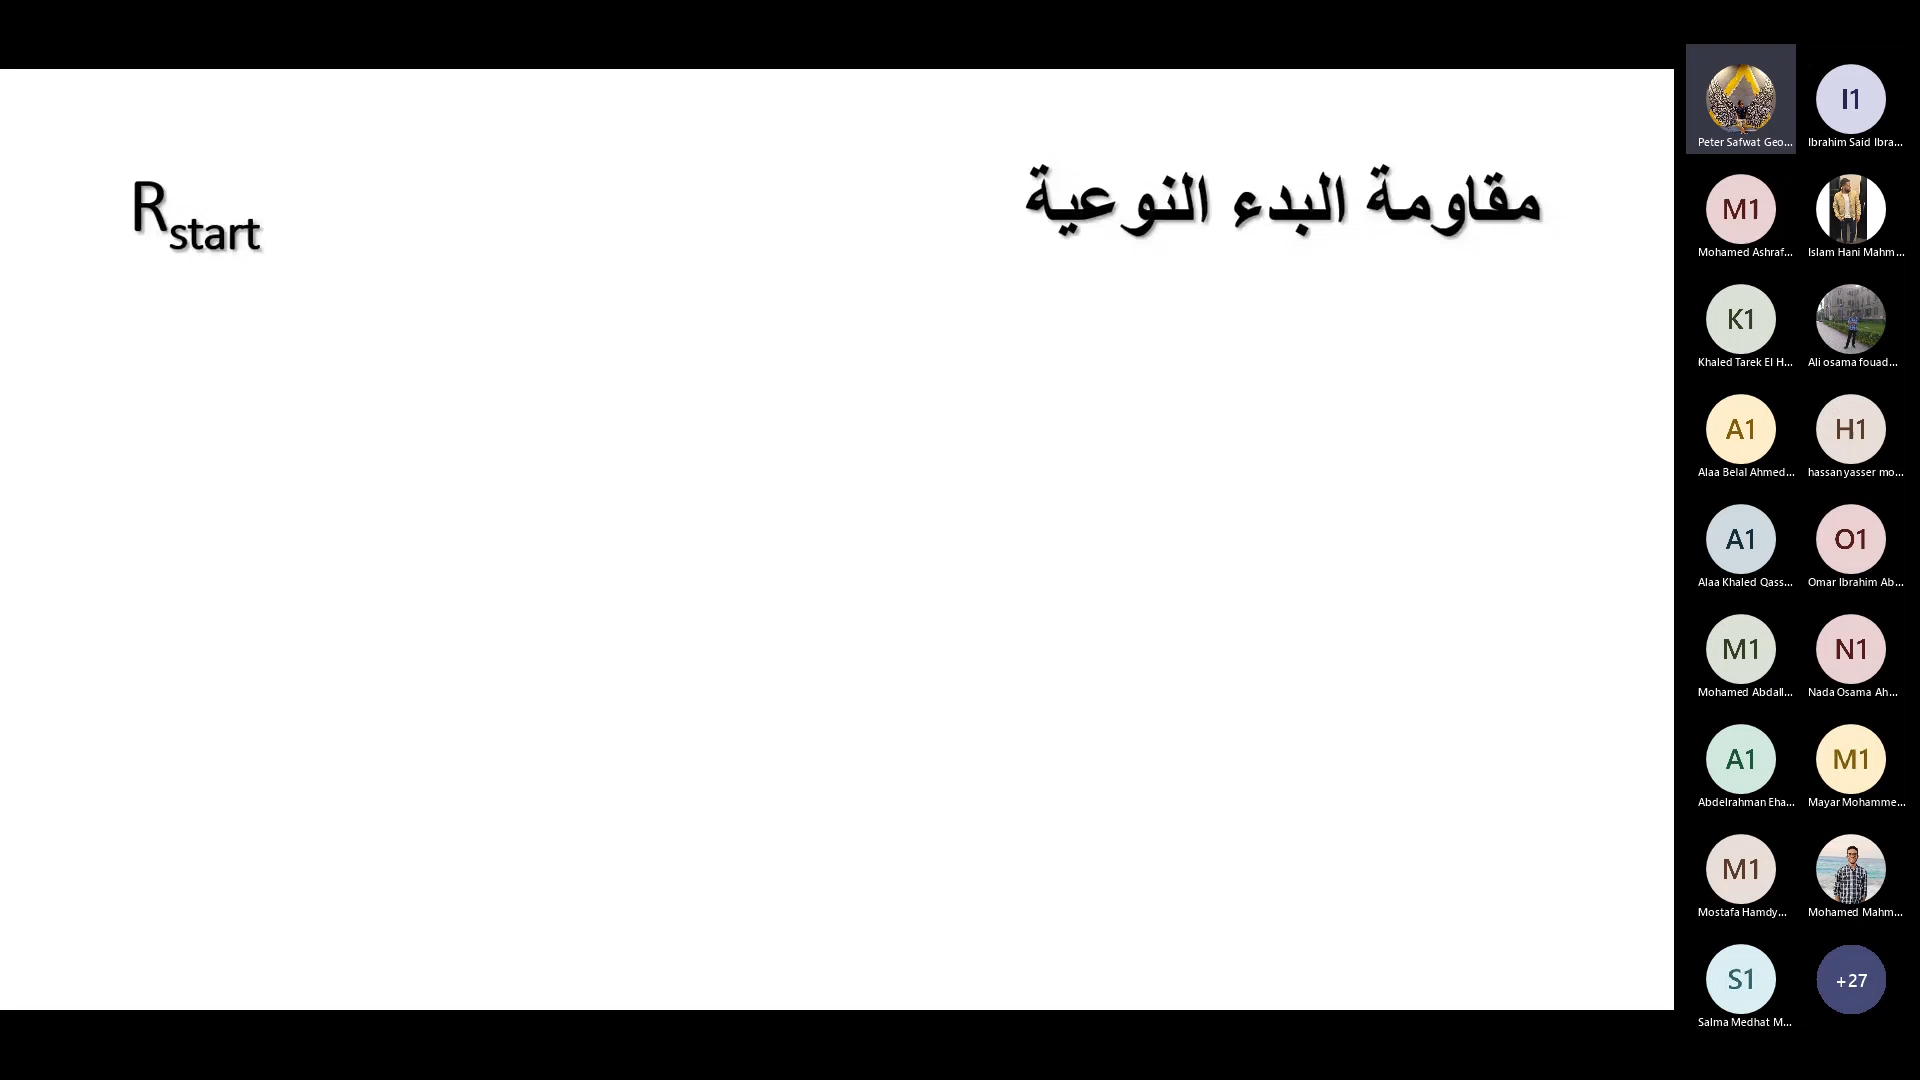 مقاومة البدء النوعية
Rstart
Peter Safwat Geo...
I1
Ibrahim Said Ibra...
M1
Mohamed Ashraf...
Islam Hani Mahm...
K1
Khaled Tarek El H...
Ali osama fouad...
A1
Alaa Belal Ahmed...
H1
hassan yasser mo...
A1
Alaa Khaled Qass...
O1
Omar Ibrahim Ab...
M1
Mohamed Abdall...
N1
Nada Osama Ah...
A1
Abdelrahman Eha...
M1
Mayar Mohamme...
M1
Mostafa Hamdy...
Mohamed Mahm...
S1
Salma Medhat M...
+27